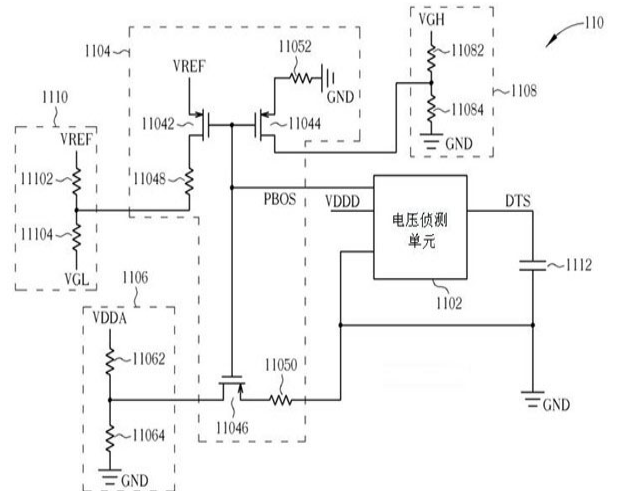 VGH
110
1104
11052
11082
VREF
GND
1108
11042
11044
11084
1110
GND
VREF
11102
11048
PBOS
VDDD
电压侦测
单元
DTS
11104
VGL
1112
1106
1102
VDDA
11062
11050
11046
GND
11064
GND